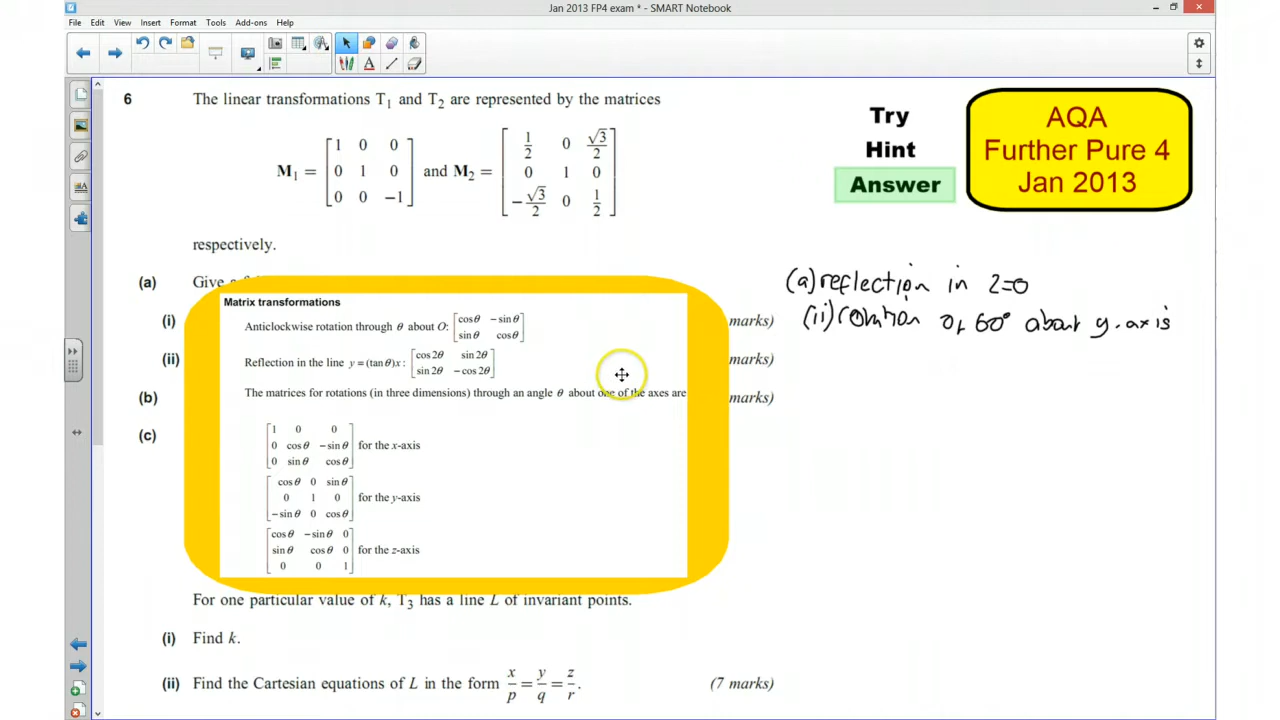 Jan 2013 FP4 exam * - SMART Notebook
File Edit View Insert Format Tools Add-ons Help
6 The linear transformations T₁ and T₂ are represented by the matrices
M₁ = [1 0 0
0 1 0
0 0 −1] and M₂ = [1/2 0 √3/2
0 1 0
−√3/2 0 1/2]
respectively.
Try
Hint
Answer
AQA
Further Pure 4
Jan 2013
(a) Give a
(i) marks)
(ii) marks)
(b) marks)
(c)
Matrix transformations
Anticlockwise rotation through θ about O: [cos θ −sin θ
sin θ cos θ]
Reflection in the line y = (tan θ)x: [cos 2θ sin 2θ
sin 2θ −cos 2θ]
The matrices for rotations (in three dimensions) through an angle θ about one of the axes are
[1 0 0
0 cos θ −sin θ
0 sin θ cos θ] for the x-axis
[cos θ 0 sin θ
0 1 0
−sin θ 0 cos θ] for the y-axis
[cos θ −sin θ 0
sin θ cos θ 0
0 0 1] for the z-axis
(a) reflection in z=0
(ii) rotation of 60° about y-axis
For one particular value of k, T₃ has a line L of invariant points.
(i) Find k.
(ii) Find the Cartesian equations of L in the form x/p = y/q = z/r. (7 marks)